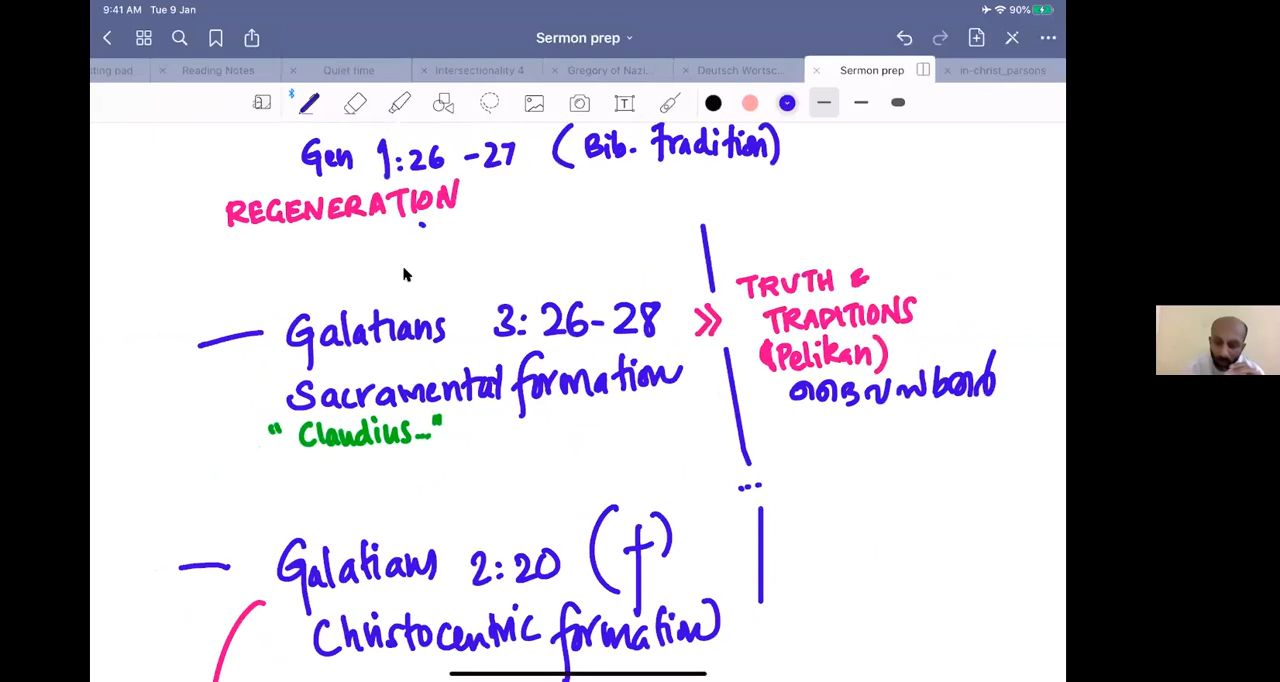 9:41 AM Tue 9 Jan
90%
Sermon prep
ting pad
Reading Notes
Quiet time
Intersectionality 4
Gregory of Nazi...
Deutsch Wortsc...
Sermon prep
in-christ_parsons
Gen 1:26-27 (Bib. Tradition)
REGENERATION
— Galatians 3:26-28 »
Sacramental formation
"Claudius..."
TRUTH &
TRADITIONS
(Pelikan)
...
— Galatians 2:20 (†)
Christocentric formation)